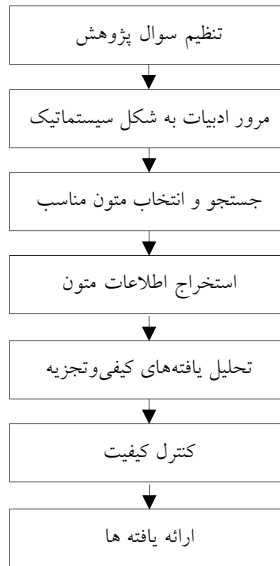 تنظیم سوال پژوهش
مرور ادبیات به شکل سیستماتیک
جستجو و انتخاب متون مناسب
استخراج اطلاعات متون
تحلیل یافته‌های کیفی‌وتجزیه
کنترل کیفیت
ارائه یافته ها